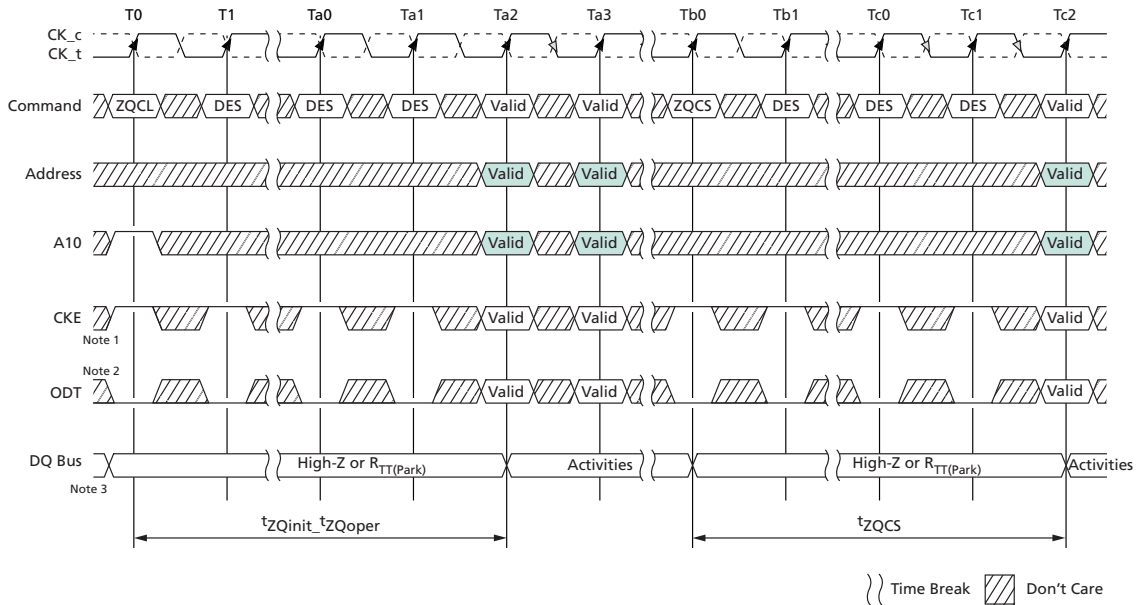 T0 T1 Ta0 Ta1 Ta2 Ta3 Tb0 Tb1 Tc0 Tc1 Tc2
CK_c
CK_t
Command ZQCL DES DES DES Valid Valid ZQCS DES DES DES Valid
Address Valid Valid Valid
A10 Valid Valid Valid
CKE Valid Valid Valid
Note 1
Note 2
ODT Valid Valid Valid
DQ Bus High-Z or RTT(Park) Activities High-Z or RTT(Park) Activities
Note 3
tZQinit_tZQoper tZQCS
Time Break Don't Care